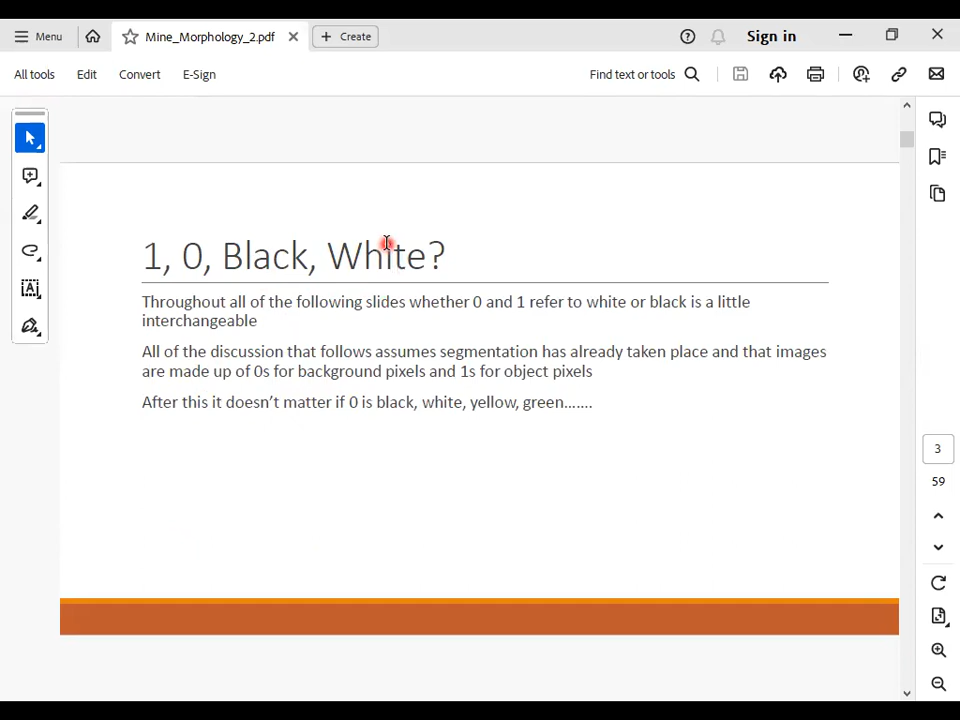 Menu
Mine_Morphology_2.pdf
Create
Sign in
All tools
Edit
Convert
E-Sign
Find text or tools
1, 0, Black, White?
Throughout all of the following slides whether 0 and 1 refer to white or black is a little
interchangeable
All of the discussion that follows assumes segmentation has already taken place and that images
are made up of 0s for background pixels and 1s for object pixels
After this it doesn’t matter if 0 is black, white, yellow, green.......
3
59